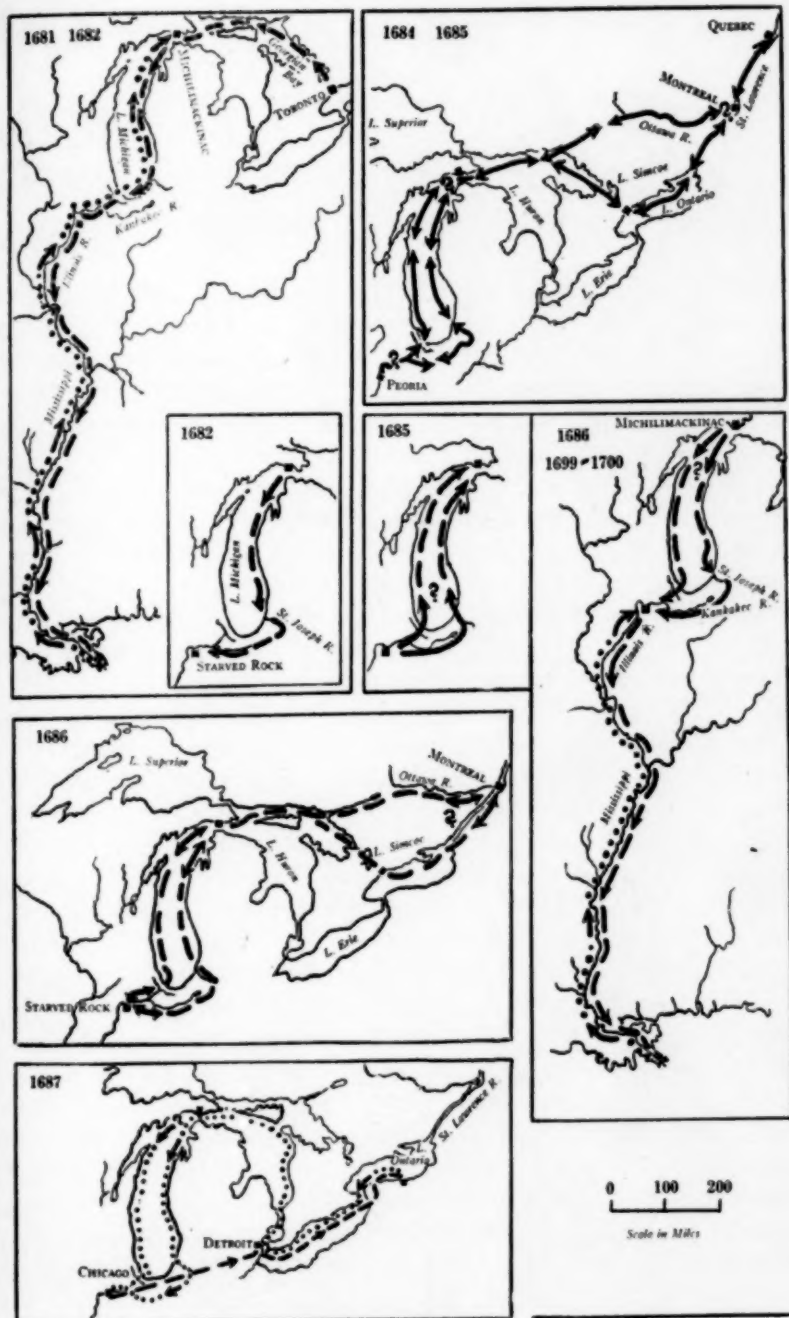 1681 1682
Georgian
Bay
MICHILIMACKINAC
TORONTO
L. Michigan
Kankakee R.
Illinois R.
Mississippi
1682
L. Michigan
St. Joseph R.
STARVED ROCK
1684 1685
QUEBEC
MONTREAL
?
St. Laurence
L. Superior
Ottawa R.
L. Simcoe
?
L. Huron
L. Ontario
L. Erie
?
PEORIA
1685
?
MICHILIMACKINAC
1686
1699-1700
?
St. Joseph R.
Kankakee R.
Illinois R.
Mississippi
1686
L. Superior
MONTREAL
Ottawa R.
?
L. Simcoe
L. Huron
L. Erie
STARVED ROCK
1687
St. Laurence R.
L.
Ontario
DETROIT
CHICAGO
0 100 200
Scale in Miles